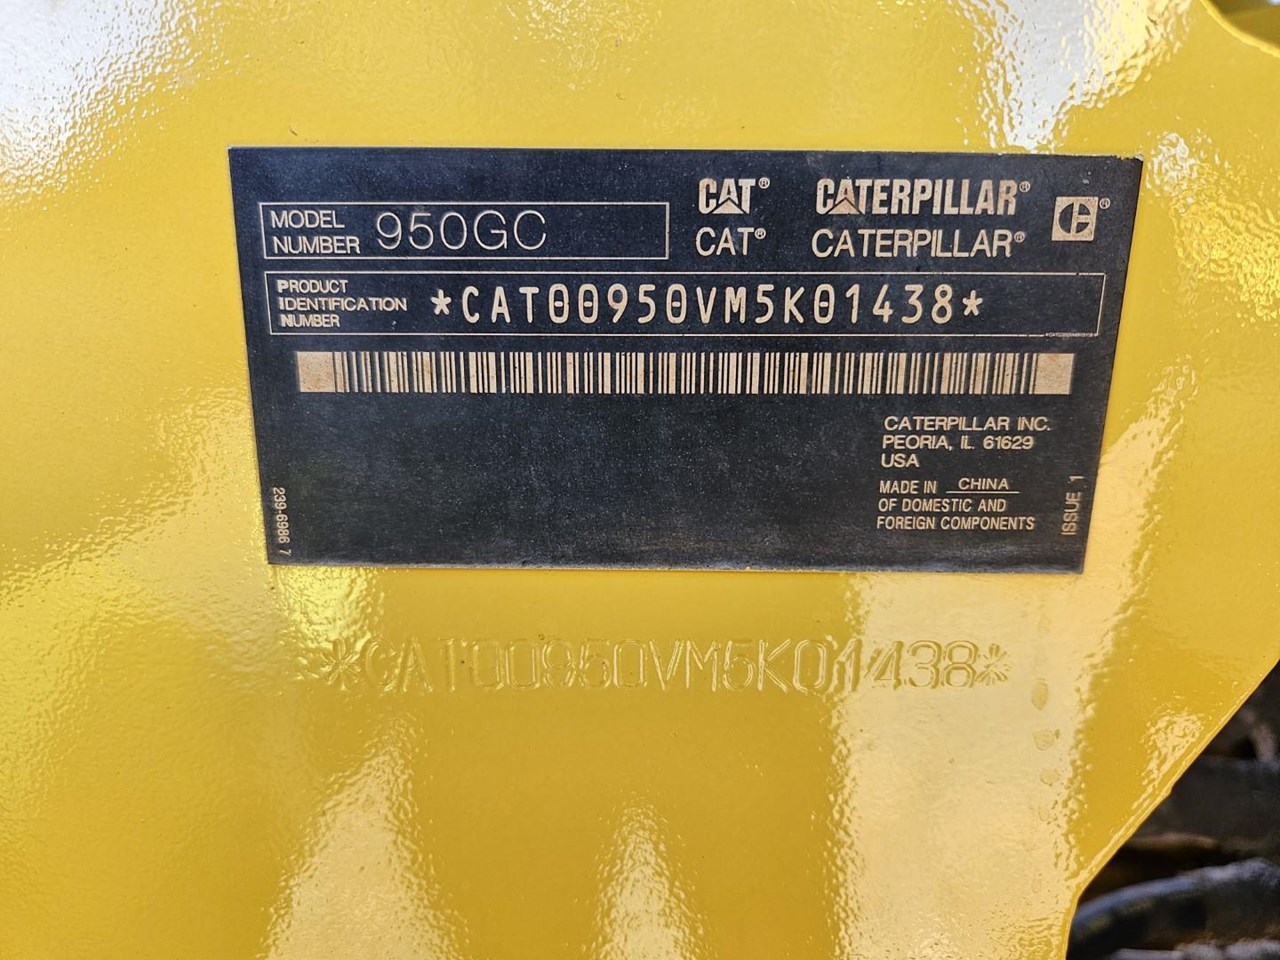 CAT® CATERPILLAR®
MODEL NUMBER 950GC
CAT® CATERPILLAR®
PRODUCT IDENTIFICATION NUMBER *CAT00950VM5K01438*
CATERPILLAR INC.
PEORIA, IL 61629
USA
MADE IN CHINA
OF DOMESTIC AND
FOREIGN COMPONENTS
239-6986 7
ISSUE 1
*CAT00950VM5K01438*